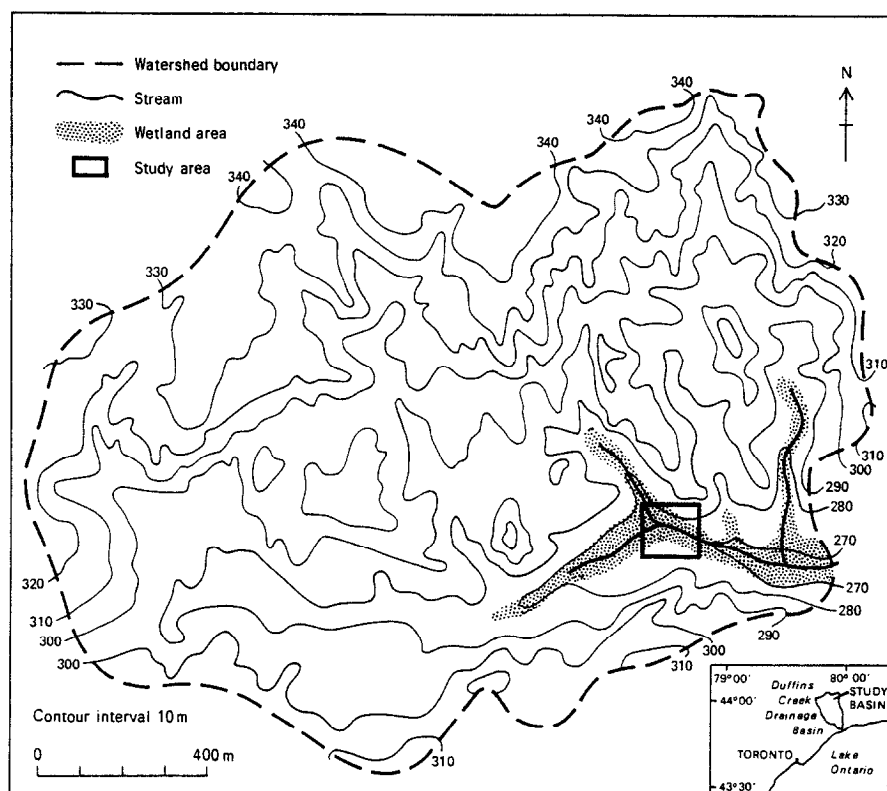 Watershed boundary
Stream
Wetland area
Study area
N
340
340
340
340
330
320
330
330
310
310
300
290
280
270
270
280
290
300
310
320
310
300
300
310
Contour interval 10 m
0 400 m
79°00' 80°00'
44°00'
43°30'
Duffins
Creek
Drainage
Basin
STUDY
BASIN
TORONTO
Lake
Ontario